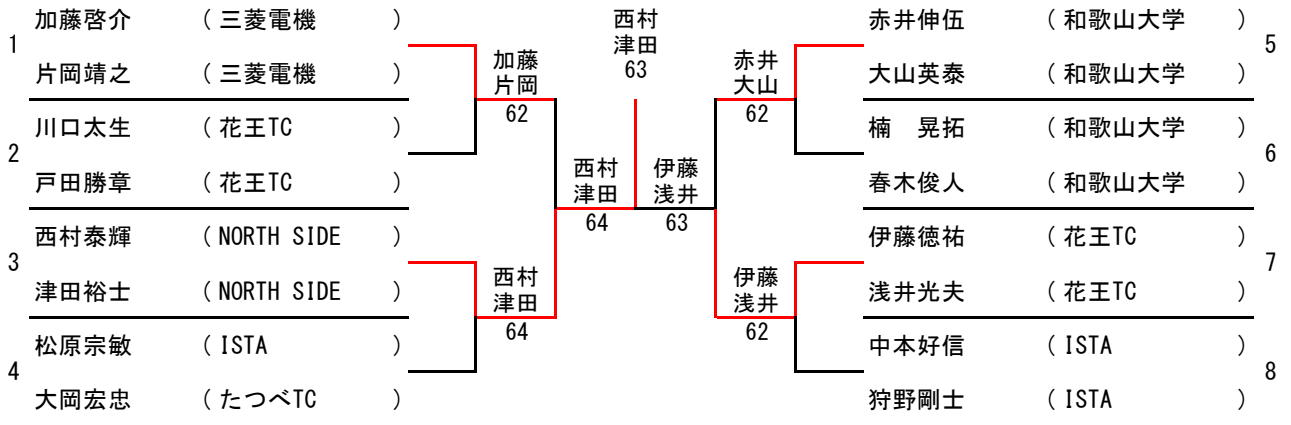 1
加藤啓介 ( 三菱電機 )
片岡靖之 ( 三菱電機 )
2
川口太生 ( 花王TC )
戸田勝章 ( 花王TC )
3
西村泰輝 ( NORTH SIDE )
津田裕士 ( NORTH SIDE )
4
松原宗敏 ( ISTA )
大岡宏忠 ( たつべTC )
加藤
片岡
62
西村
津田
64
西村
津田
64
西村
津田
63
伊藤
浅井
63
赤井
大山
62
伊藤
浅井
62
赤井伸伍 ( 和歌山大学 )
大山英泰 ( 和歌山大学 )
5
楠　晃拓 ( 和歌山大学 )
春木俊人 ( 和歌山大学 )
6
伊藤徳祐 ( 花王TC )
浅井光夫 ( 花王TC )
7
中本好信 ( ISTA )
狩野剛士 ( ISTA )
8